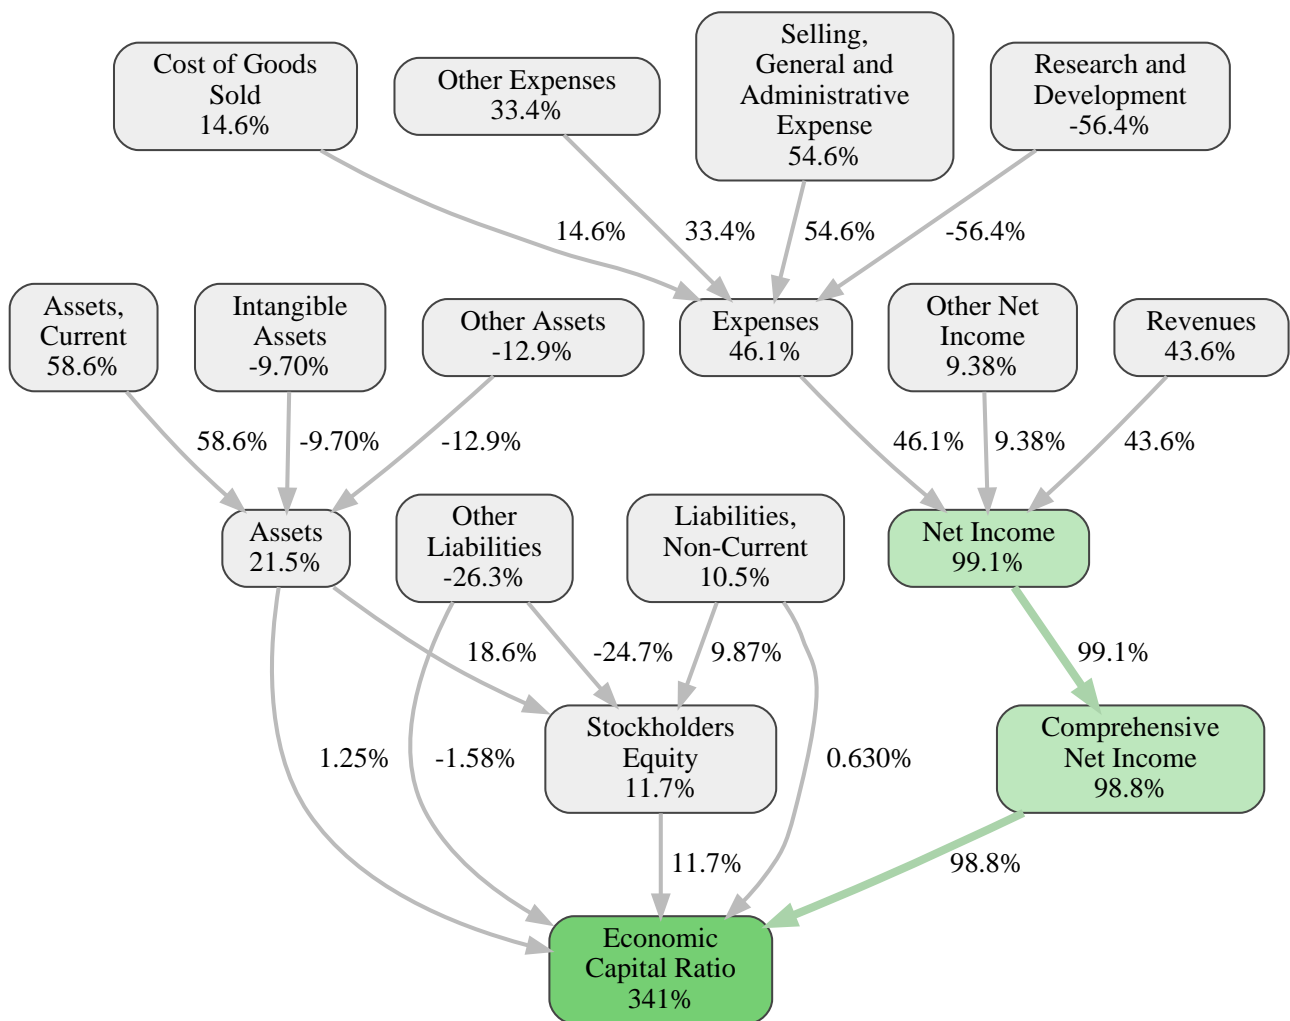 Cost of Goods
Sold
14.6%
Other Expenses
33.4%
Selling,
General and
Administrative
Expense
54.6%
Research and
Development
-56.4%
14.6%
33.4%
54.6%
-56.4%
Assets,
Current
58.6%
Intangible
Assets
-9.70%
Other Assets
-12.9%
Expenses
46.1%
Other Net
Income
9.38%
Revenues
43.6%
58.6%
-9.70%
-12.9%
46.1%
9.38%
43.6%
Assets
21.5%
Other
Liabilities
-26.3%
Liabilities,
Non-Current
10.5%
Net Income
99.1%
18.6%
-24.7%
9.87%
99.1%
Stockholders
Equity
11.7%
Comprehensive
Net Income
98.8%
1.25%
-1.58%
0.630%
11.7%
98.8%
Economic
Capital Ratio
341%